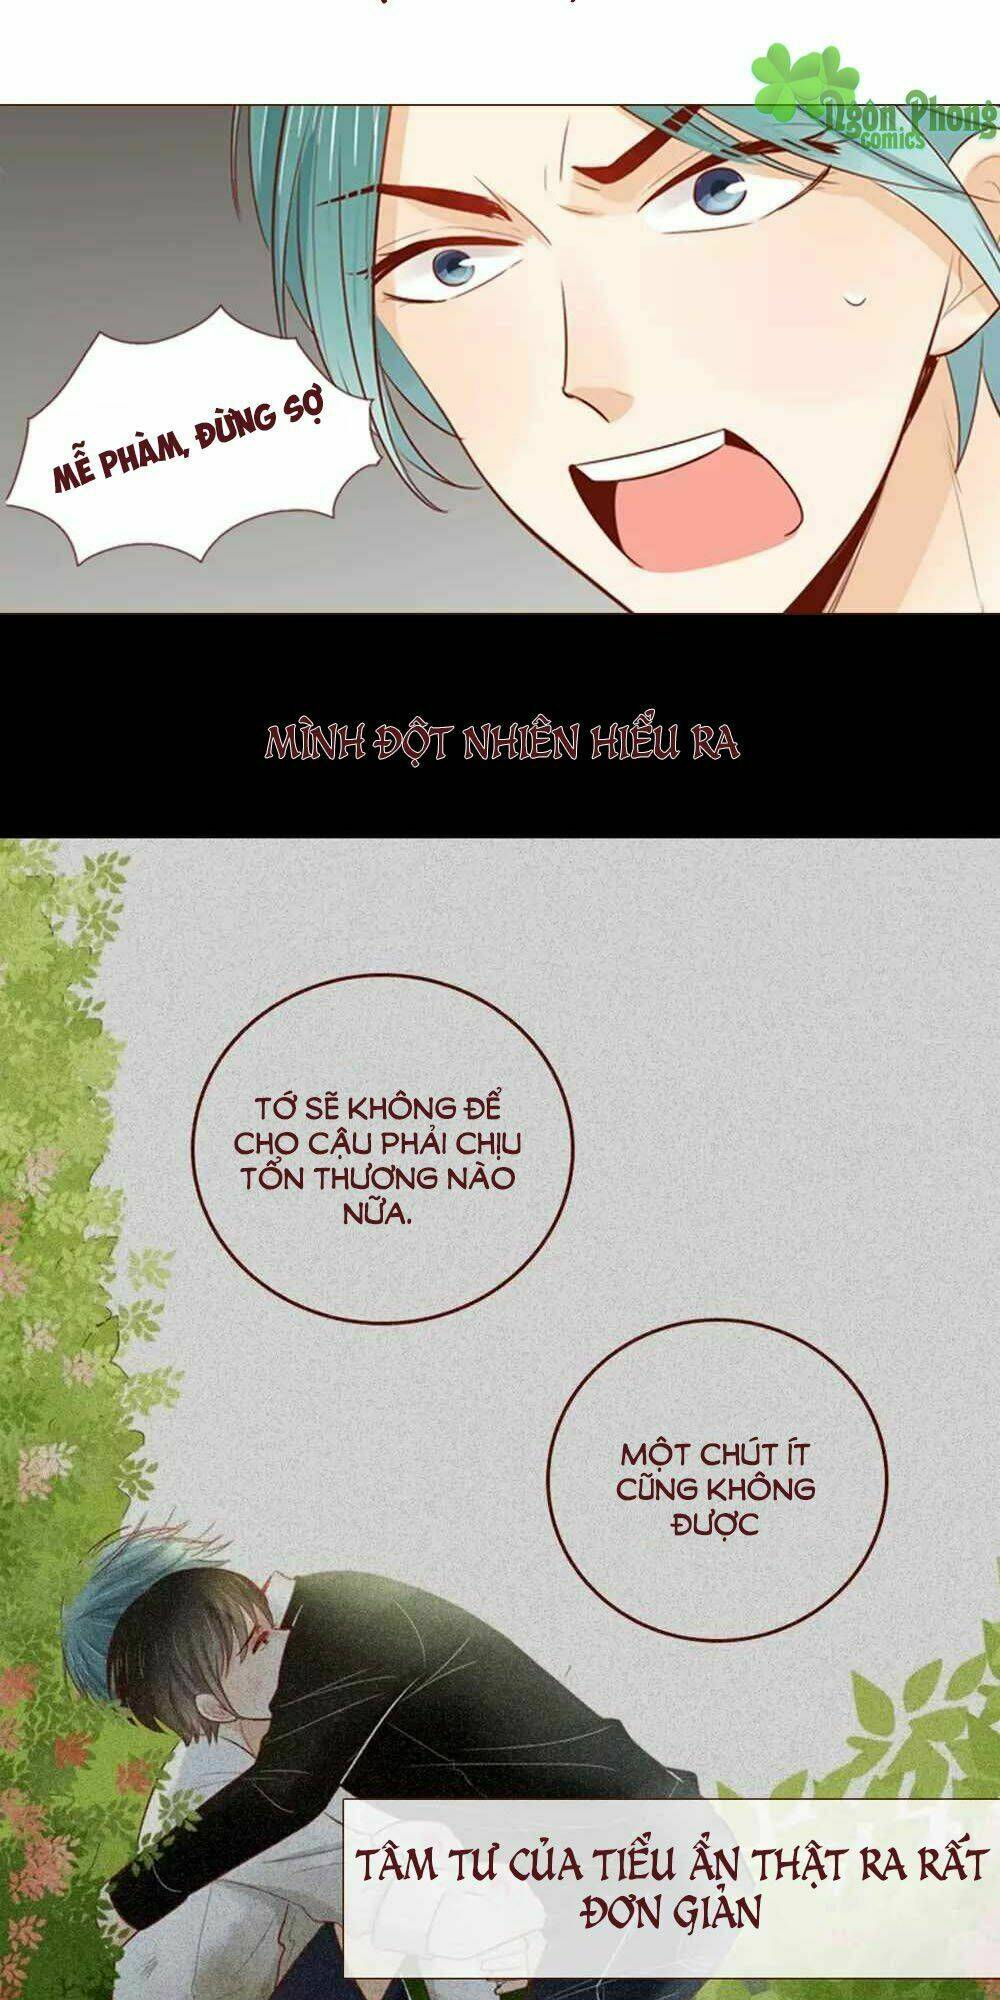 Ngôn Phong
comics
MỄ PHÀM, ĐỪNG SỢ
MÌNH ĐỘT NHIÊN HIỂU RA
TỚ SẼ KHÔNG ĐỂ
CHO CẬU PHẢI CHỊU
TỔN THƯƠNG NÀO
NỮA.
MỘT CHÚT ÍT
CŨNG KHÔNG
ĐƯỢC
TÂM TƯ CỦA TIỂU ẨN THẬT RA RẤT
ĐƠN GIẢN